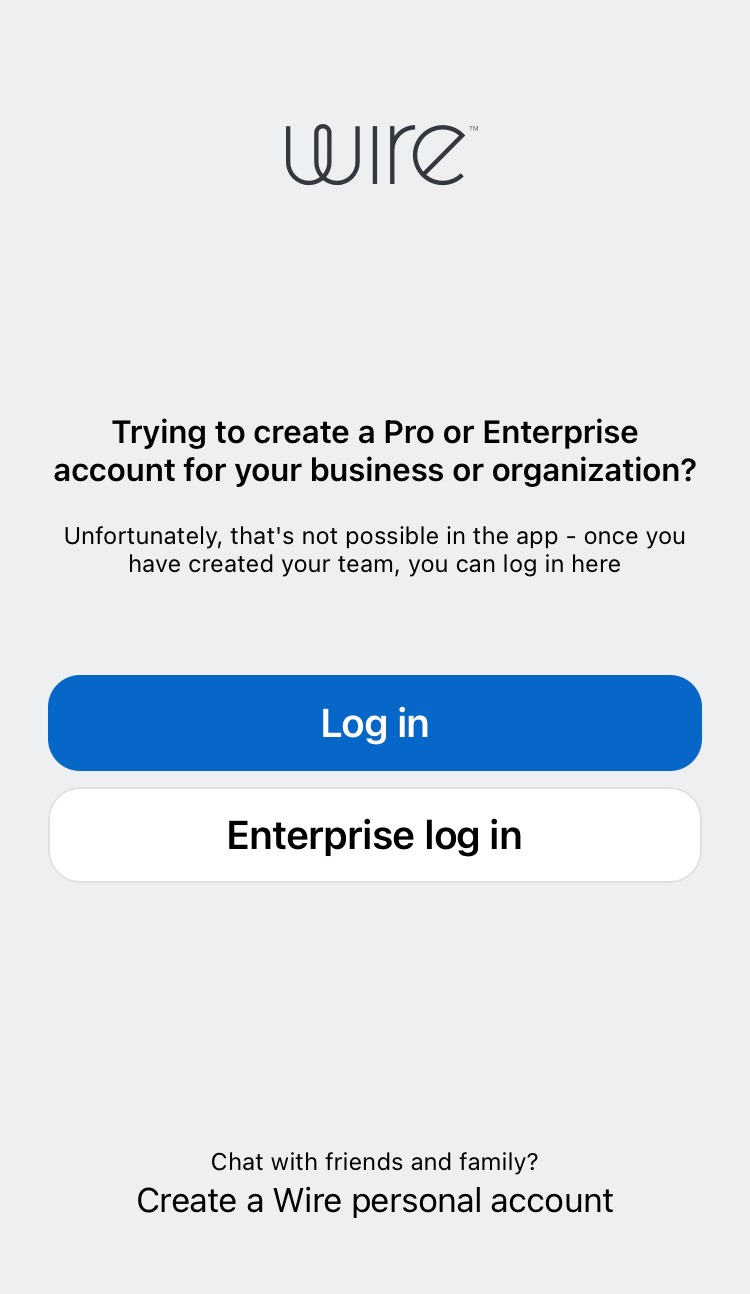 wire™
Trying to create a Pro or Enterprise
account for your business or organization?
Unfortunately, that's not possible in the app - once you
have created your team, you can log in here
Log in
Enterprise log in
Chat with friends and family?
Create a Wire personal account